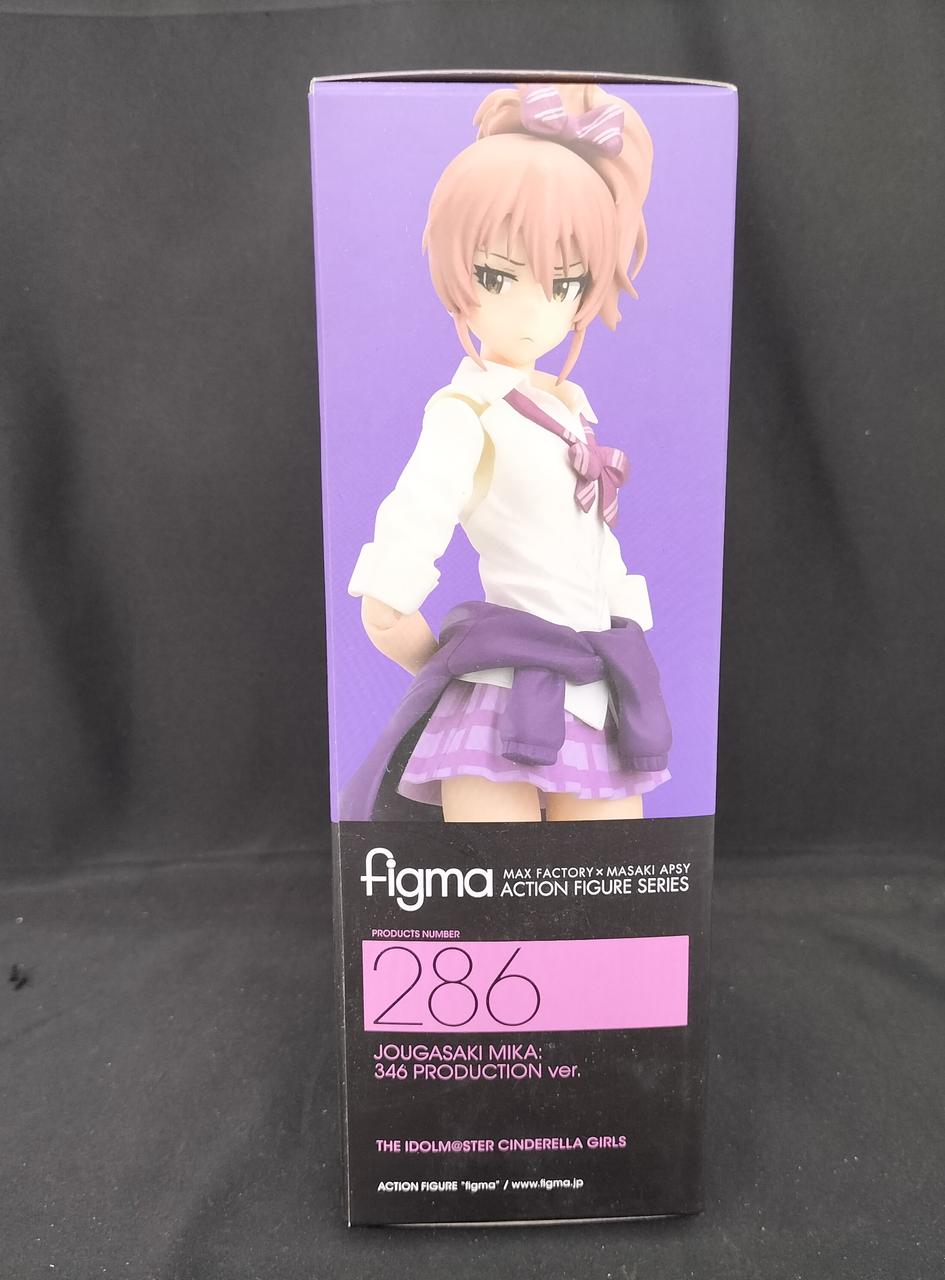 figma MAX FACTORY×MASAKI APSY
ACTION FIGURE SERIES
PRODUCTS NUMBER
286
JOUGASAKI MIKA:
346 PRODUCTION ver.
THE IDOLM@STER CINDERELLA GIRLS
ACTION FIGURE "figma" / www.figma.jp